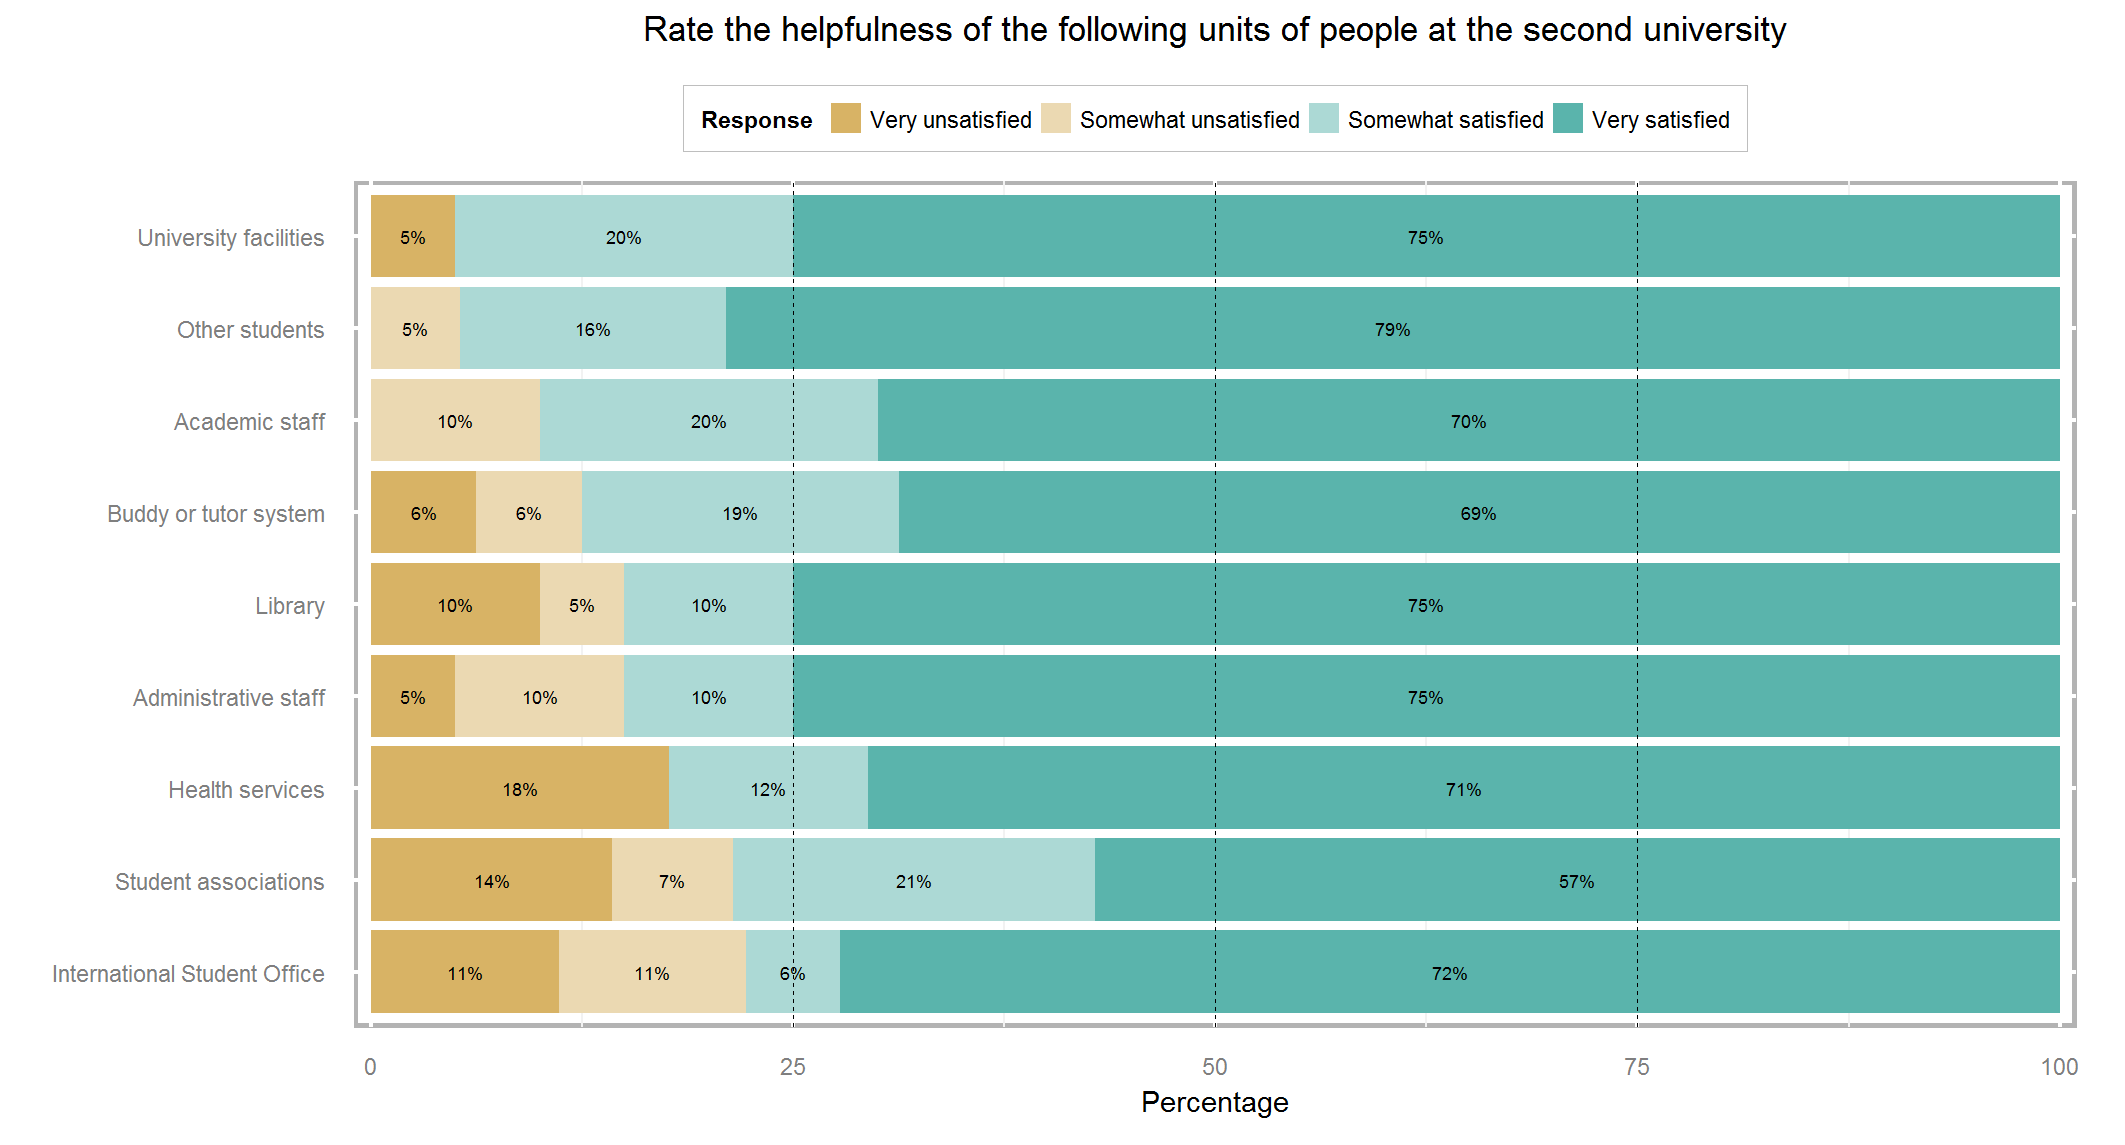 Rate the helpfulness of the following units of people at the second university
Response Very unsatisfied Somewhat unsatisfied Somewhat satisfied Very satisfied
University facilities 5% 20% 75%
Other students 5% 16% 79%
Academic staff 10% 20% 70%
Buddy or tutor system 6% 6% 19% 69%
Library 10% 5% 10% 75%
Administrative staff 5% 10% 10% 75%
Health services 18% 12% 71%
Student associations 14% 7% 21% 57%
International Student Office 11% 11% 6% 72%
0 25 50 75 100
Percentage